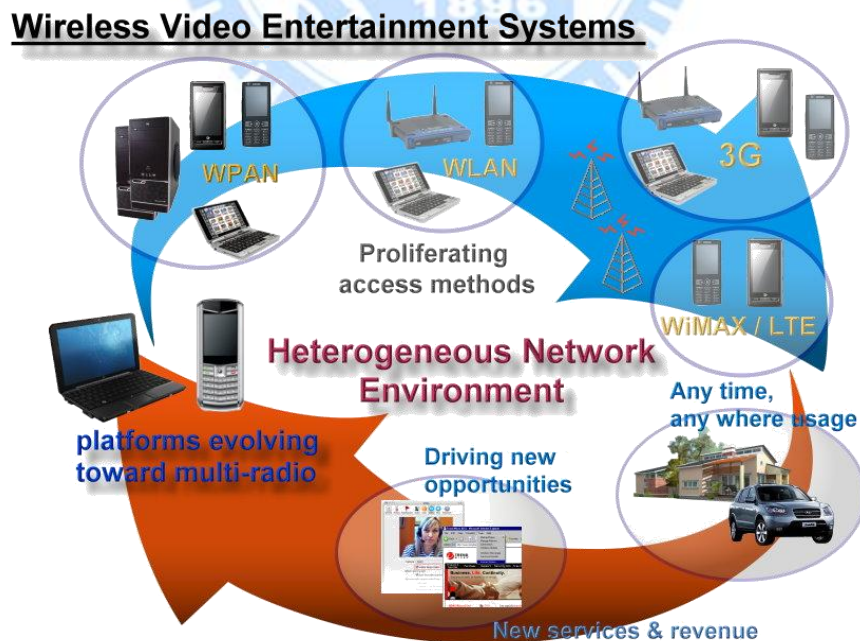 Wireless Video Entertainment Systems
1896
WPAN
WLAN
3G
Proliferating
access methods
WiMAX / LTE
Heterogeneous Network
Environment
Any time,
any where usage
platforms evolving
toward multi-radio
Driving new
opportunities
New services & revenue